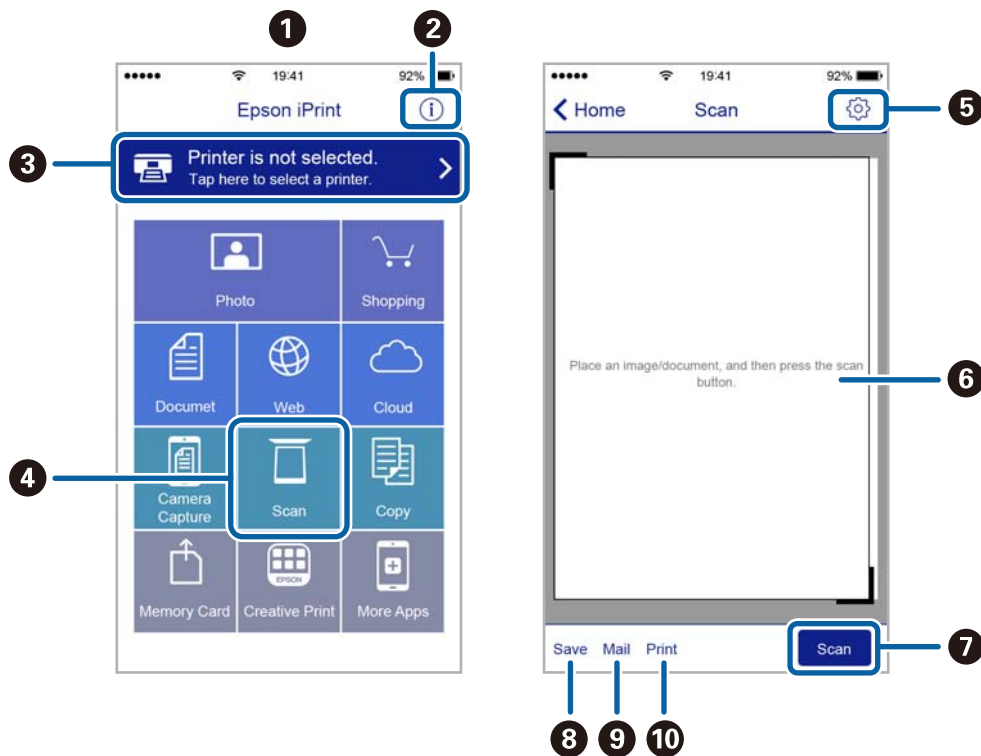 1
2
19:41
92%
Epson iPrint
i
3
Printer is not selected.
Tap here to select a printer.
Photo
Shopping
Documet
Web
Cloud
4
Camera
Capture
Scan
Copy
EPSON
Memory Card
Creative Print
More Apps
19:41
92%
Home
Scan
5
Place an image/document, and then press the scan
button.
6
Save Mail Print
Scan
7
8
9
10